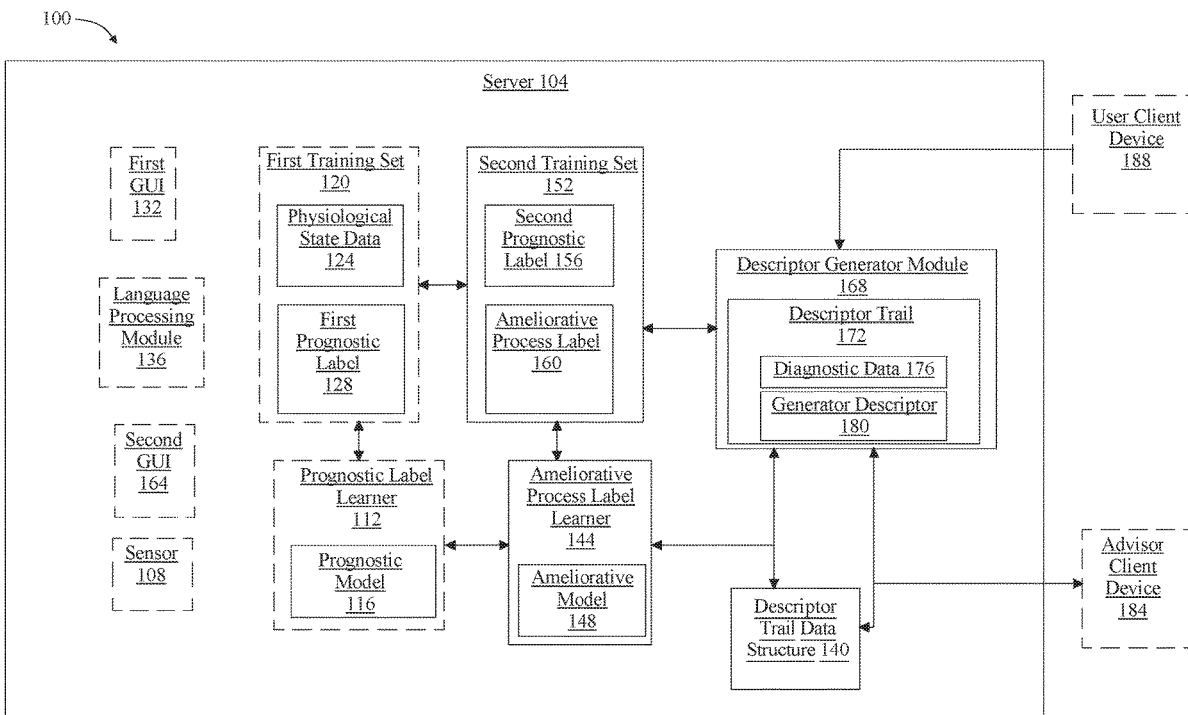 100
Server 104
First
GUI
132
Language
Processing
Module
136
Second
GUI
164
Sensor
108
First Training Set
120
Physiological
State Data
124
First
Prognostic
Label
128
Prognostic Label
Learner
112
Prognostic
Model
116
Second Training Set
152
Second
Prognostic
Label 156
Ameliorative
Process Label
160
Ameliorative
Process Label
Learner
144
Ameliorative
Model
148
Descriptor Generator Module
168
Descriptor Trail
172
Diagnostic Data 176
Generator Descriptor
180
Descriptor
Trail Data
Structure 140
User Client
Device
188
Advisor
Client
Device
184